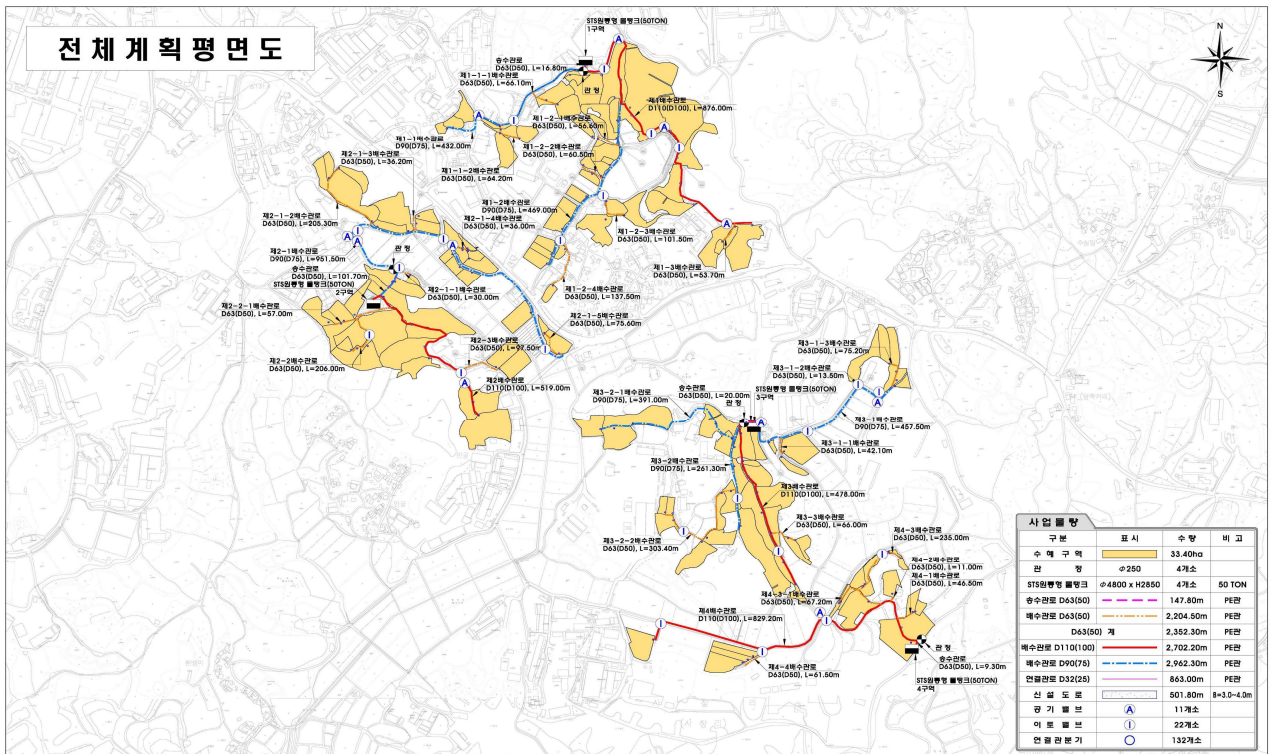 전체계획평면도
N
S
STS원통형 물탱크(50TON)
1구역
송수관로
D63(D50), L=16.80m
관 정
제1-1-1배수관로
D63(D50), L=66.10m
제1배수관로
D110(D100), L=876.00m
제1-2-1배수관로
D63(D50), L=56.60m
제1-1배수관로
D90(D75), L=432.00m
제1-2-2배수관로
D63(D50), L=60.50m
제1-1-2배수관로
D63(D50), L=64.20m
제2-1-3배수관로
D63(D50), L=36.20m
제1-2배수관로
D90(D75), L=469.00m
제2-1-4배수관로
D63(D50), L=36.00m
제2-1-2배수관로
D63(D50), L=205.30m
제1-2-3배수관로
D63(D50), L=101.50m
제2-1배수관로
D90(D75), L=951.50m
관 정
제1-3배수관로
D63(D50), L=53.70m
송수관로
D63(D50), L=101.70m
STS원통형 물탱크(50TON)
2구역
제2-1-1배수관로
D63(D50), L=30.00m
제1-2-4배수관로
D63(D50), L=137.50m
제2-2-1배수관로
D63(D50), L=57.00m
제2-1-5배수관로
D63(D50), L=75.60m
제2-3배수관로
D63(D50), L=97.50m
제2-2배수관로
D63(D50), L=206.00m
제2배수관로
D110(D100), L=519.00m
제3-1-3배수관로
D63(D50), L=75.20m
제3-1-2배수관로
D63(D50), L=13.50m
제3-2-1배수관로
D90(D75), L=391.00m
송수관로
D63(D50), L=20.00m
관 정
STS원통형 물탱크(50TON)
3구역
제3-1배수관로
D90(D75), L=457.50m
제3-1-1배수관로
D63(D50), L=42.10m
제3-2배수관로
D90(D75), L=261.30m
제3배수관로
D110(D100), L=478.00m
제3-3배수관로
D63(D50), L=66.00m
제3-2-2배수관로
D63(D50), L=303.40m
제4-3배수관로
D63(D50), L=235.00m
제4-2배수관로
D63(D50), L=11.00m
제4-1배수관로
D63(D50), L=46.50m
제4-3-1배수관로
D63(D50), L=67.20m
제4배수관로
D110(D100), L=829.20m
관 정
송수관로
D63(D50), L=9.30m
제4-4배수관로
D63(D50), L=61.50m
STS원통형 물탱크(50TON)
4구역
사업물량
구분 표시 수량 비고
수혜구역 33.40ha
관 정 Φ250 4개소
STS원통형 물탱크 Φ4800 x H2850 4개소 50 TON
송수관로 D63(50) 147.80m PE관
배수관로 D63(50) 2,204.50m PE관
D63(50) 계 2,352.30m PE관
배수관로 D110(100) 2,702.20m PE관
배수관로 D90(75) 2,962.30m PE관
연결관로 D32(25) 863.00m PE관
신설도로 501.80m B=3.0~4.0m
공기밸브 A 11개소
이토밸브 I 22개소
연결관분기 132개소